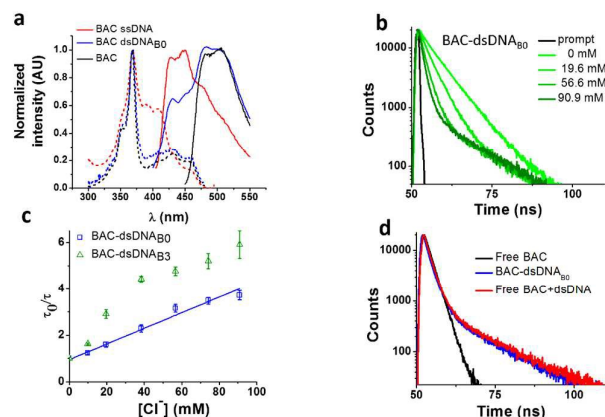 a
BAC ssDNA
BAC dsDNAB0
BAC
Normalized
intensity (AU)
1.0
0.8
0.6
0.4
0.2
0.0
300 350 400 450 500 550
λ (nm)
b
BAC-dsDNAB0
prompt
0 mM
19.6 mM
56.6 mM
90.9 mM
Counts
10000
1000
100
50 75 100
Time (ns)
c
BAC-dsDNAB0
BAC-dsDNAB3
τ0/τ
6
4
2
0
0 20 40 60 80 100
[Cl-] (mM)
d
Free BAC
BAC-dsDNAB0
Free BAC+dsDNA
Counts
10000
1000
100
50 75 100
Time (ns)